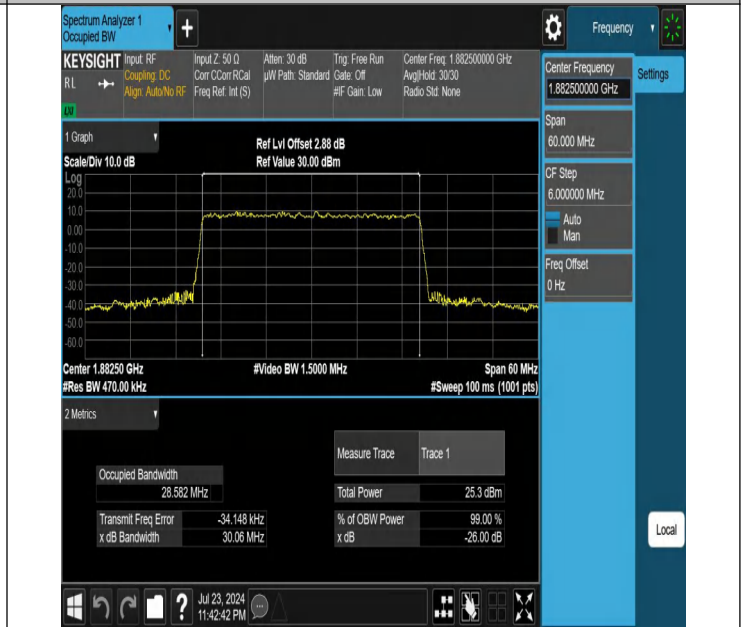 Spectrum Analyzer 1
Occupied BW
+
Frequency
KEYSIGHT
RL
Input: RF
Coupling: DC
Align: Auto/No RF
Input Z: 50 Ω
Corr CCorr RCal
Freq Ref: Int (S)
Atten: 30 dB
µW Path: Standard
Trig: Free Run
Gate: Off
#IF Gain: Low
Center Freq: 1.882500000 GHz
Avg|Hold: 30/30
Radio Std: None
Center Frequency
1.882500000 GHz
Settings
Span
60.000 MHz
CF Step
6.000000 MHz
Auto
Man
Freq Offset
0 Hz
1 Graph
Scale/Div 10.0 dB
Ref Lvl Offset 2.88 dB
Ref Value 30.00 dBm
Log
20.0
10.0
0.00
-10.0
-20.0
-30.0
-40.0
-50.0
-60.0
Center 1.88250 GHz
#Video BW 1.5000 MHz
Span 60 MHz
#Res BW 470.00 kHz
#Sweep 100 ms (1001 pts)
2 Metrics
Measure Trace Trace 1
Occupied Bandwidth
28.582 MHz
Total Power 25.3 dBm
Transmit Freq Error -34.148 kHz
% of OBW Power 99.00 %
x dB Bandwidth 30.06 MHz
x dB -26.00 dB
Local
?
Jul 23, 2024
11:42:42 PM